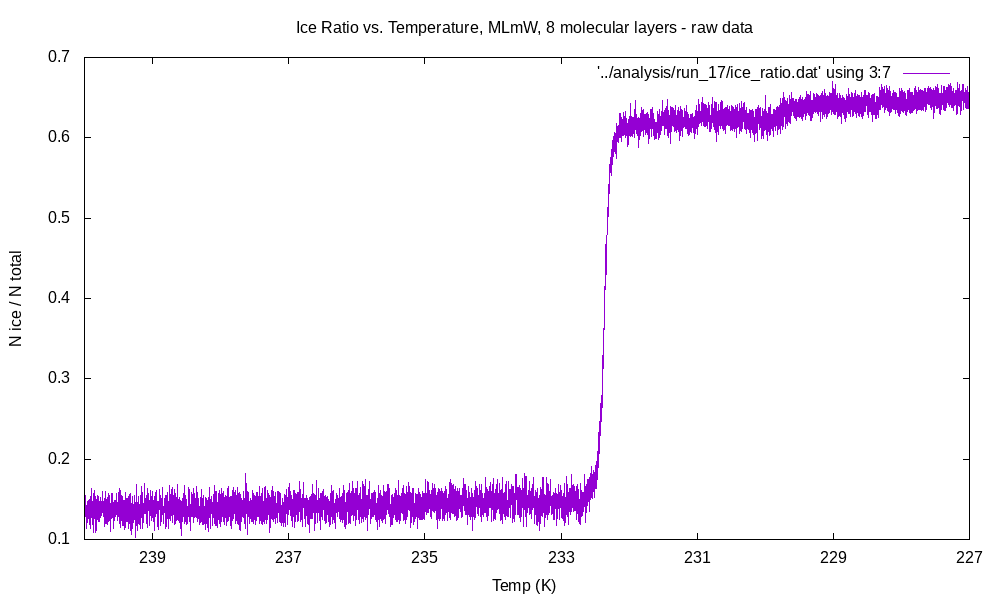 Ice Ratio vs. Temperature, MLmW, 8 molecular layers - raw data
'../analysis/run_17/ice_ratio.dat' using 3:7
0.7
0.6
0.5
0.4
0.3
0.2
0.1
N ice / N total
239 237 235 233 231 229 227
Temp (K)